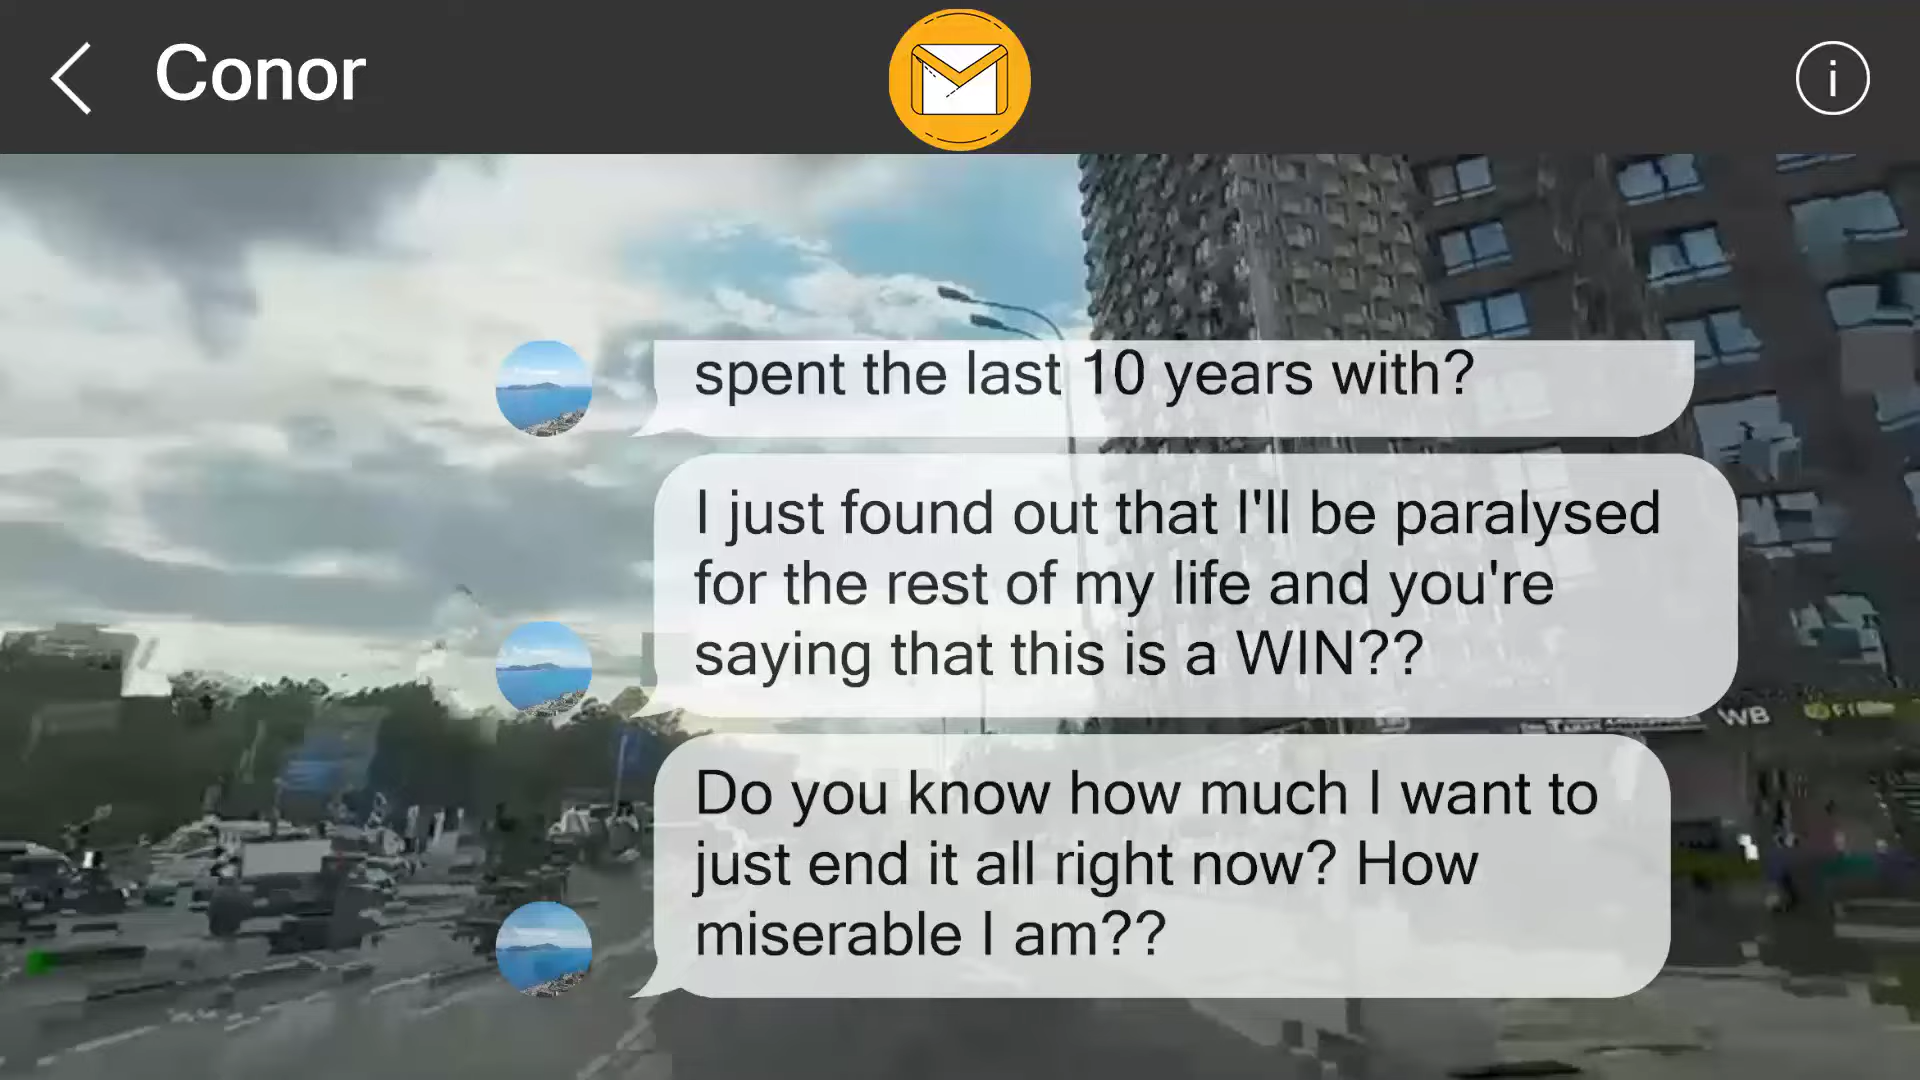 Conor
spent the last 10 years with?
I just found out that I'll be paralysed
for the rest of my life and you're
saying that this is a WIN??
Do you know how much I want to
just end it all right now? How
miserable I am??
WB